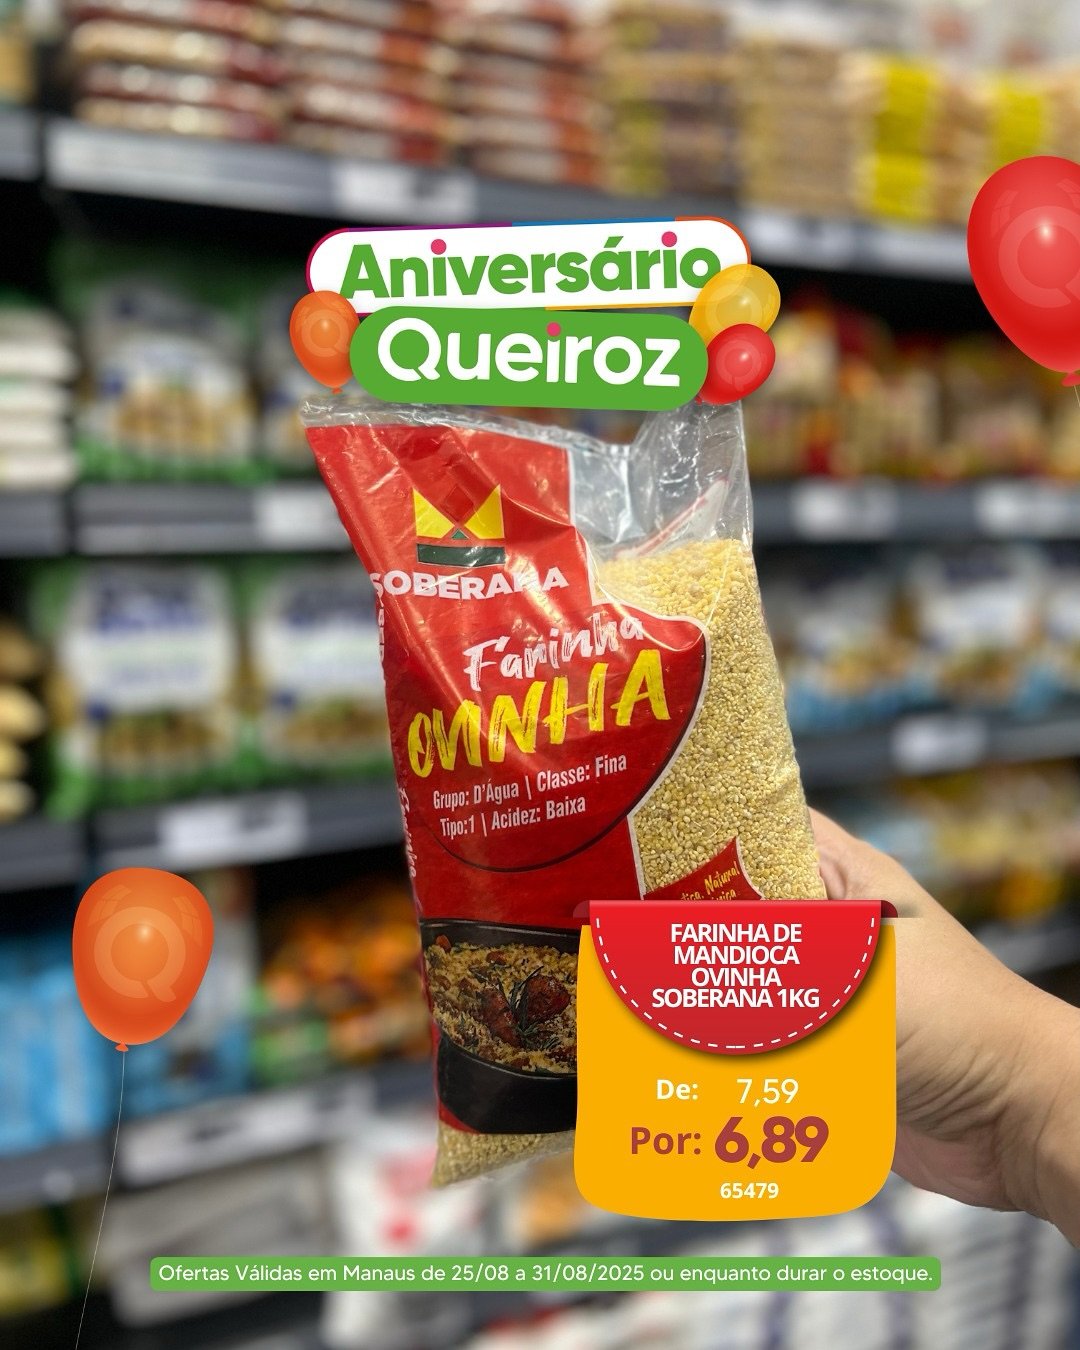 Aniversário
Queiroz
SOBERANA
Farinha
OVINHA
Grupo: D'Água | Classe: Fina
Tipo:1 | Acidez: Baixa
Natural
FARINHA DE
MANDIOCA
OVINHA
SOBERANA 1KG
De: 7,59
Por: 6,89
65479
Ofertas Válidas em Manaus de 25/08 a 31/08/2025 ou enquanto durar o estoque.